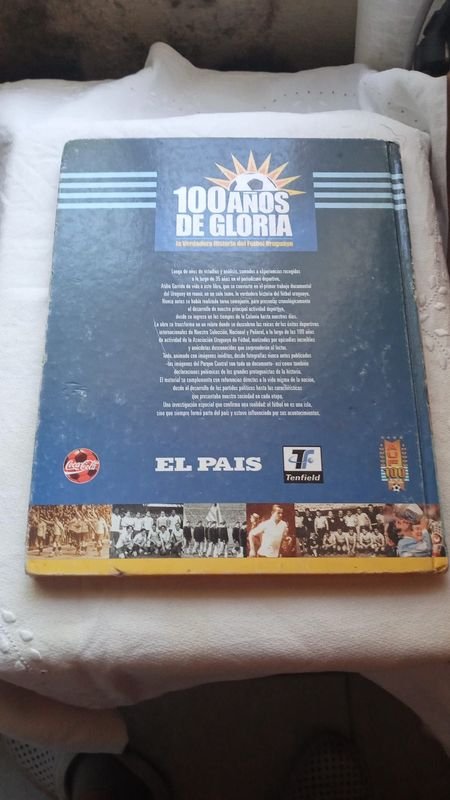 100 AÑOS
DE GLORIA
la Verdadera Historia del Fútbol Uruguayo
Luego de años de estudios y análisis, sumados a experiencias recogidas
a lo largo de 35 años en el periodismo deportivo,
Atilio Garrido da vida a este libro, que se convierte en el primer trabajo documental
del Uruguay en reunir, en un solo tomo, la verdadera historia del fútbol uruguayo.
Nunca antes se había realizado tarea semejante, para presentar cronológicamente
el desarrollo de nuestra principal actividad deportiva,
desde su ingreso en los tiempos de la Colonia hasta nuestros días.
La obra se transforma en un relato donde se descubren las raíces de los éxitos deportivos
internacionales de Nuestra Selección, Nacional y Peñarol, a lo largo de los 100 años
de actividad de la Asociación Uruguaya de Fútbol, matizados por episodios increíbles
y anécdotas desconocidas que sorprenderán al lector.
Todo, animado con imágenes inéditas, desde fotografías nunca antes publicadas
-las imágenes del Parque Central son todo un documento- así como también
declaraciones polémicas de los grandes protagonistas de la historia.
El material se complementa con referencias directas a la vida misma de la nación,
desde el desarrollo de los partidos políticos hasta las características
que presentaba nuestra sociedad en cada etapa.
Una investigación especial que confirma una realidad: el fútbol no es una isla,
sino que siempre formó parte del país y estuvo influenciado por sus acontecimientos.
Coca-Cola
EL PAIS
Tenfield
AUF
100